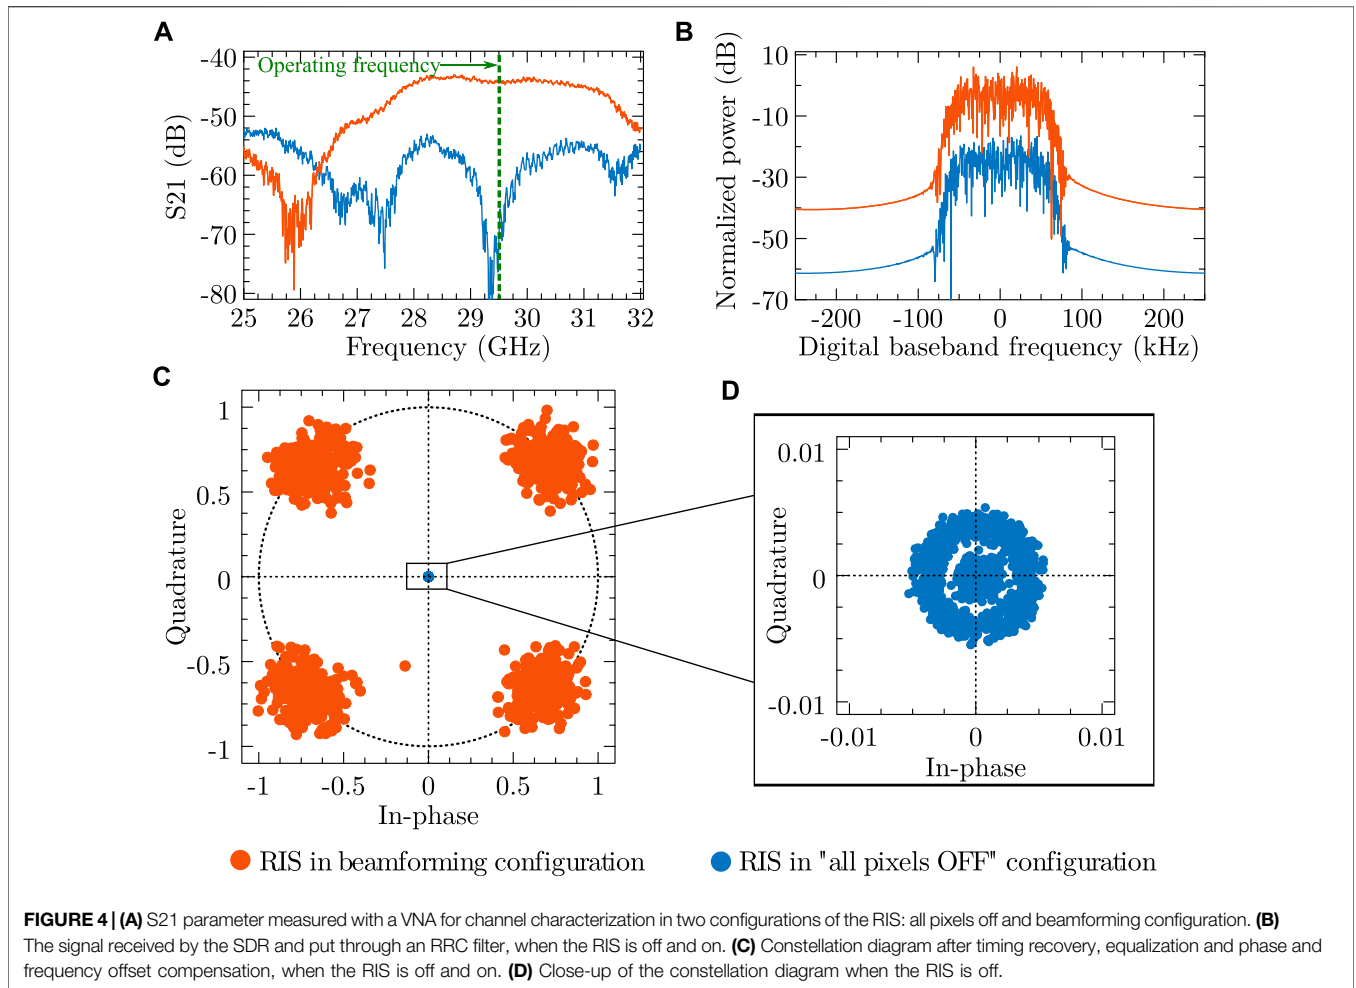 A
-40
-50
-60
-70
-80
S21 (dB)
Operating frequency
25 26 27 28 29 30 31 32
Frequency (GHz)
B
10
-10
-30
-50
-70
Normalized power (dB)
-200 -100 0 100 200
Digital baseband frequency (kHz)
C
1
0.5
0
-0.5
-1
Quadrature
-1 -0.5 0 0.5 1
In-phase
D
0.01
0
-0.01
Quadrature
-0.01 0 0.01
In-phase
RIS in beamforming configuration
RIS in "all pixels OFF" configuration
FIGURE 4 | (A) S21 parameter measured with a VNA for channel characterization in two configurations of the RIS: all pixels off and beamforming configuration. (B)
The signal received by the SDR and put through an RRC filter, when the RIS is off and on. (C) Constellation diagram after timing recovery, equalization and phase and
frequency offset compensation, when the RIS is off and on. (D) Close-up of the constellation diagram when the RIS is off.